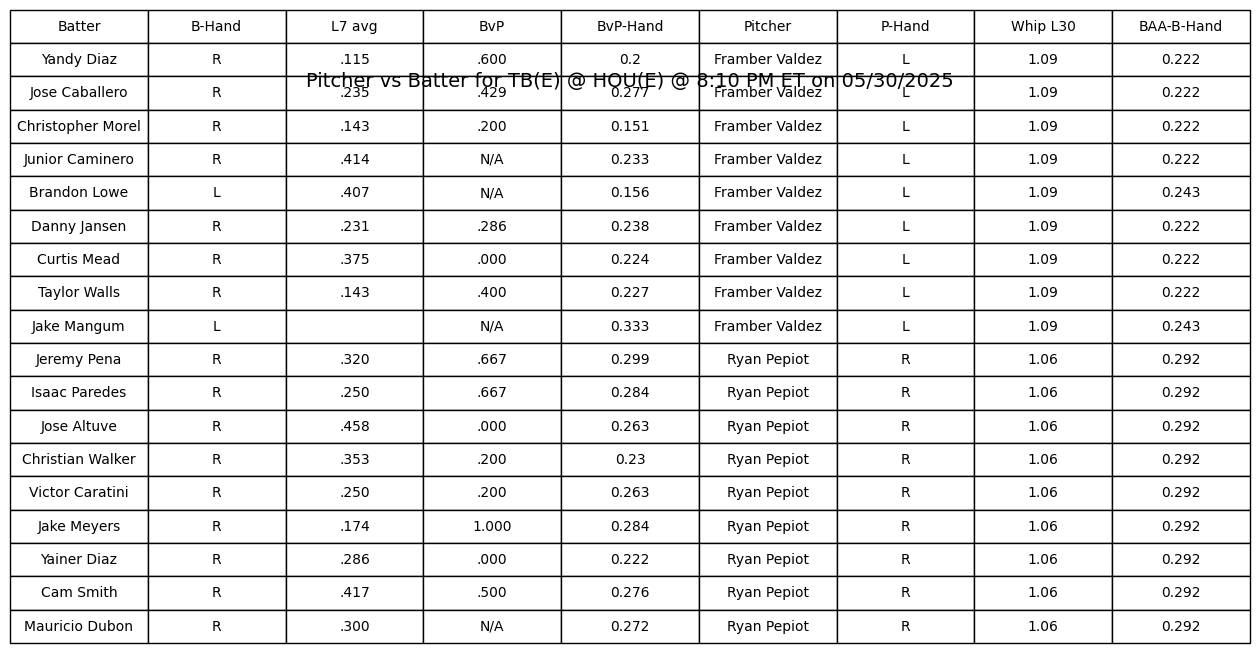 Batter B-Hand L7 avg BvP BvP-Hand Pitcher P-Hand Whip L30 BAA-B-Hand
Yandy Diaz R .115 .600 0.2 Framber Valdez L 1.09 0.222
Pitcher vs Batter for TB(E) @ HOU(E) @ 8:10 PM ET on 05/30/2025
Jose Caballero R .235 .429 0.277 Framber Valdez L 1.09 0.222
Christopher Morel R .143 .200 0.151 Framber Valdez L 1.09 0.222
Junior Caminero R .414 N/A 0.233 Framber Valdez L 1.09 0.222
Brandon Lowe L .407 N/A 0.156 Framber Valdez L 1.09 0.243
Danny Jansen R .231 .286 0.238 Framber Valdez L 1.09 0.222
Curtis Mead R .375 .000 0.224 Framber Valdez L 1.09 0.222
Taylor Walls R .143 .400 0.227 Framber Valdez L 1.09 0.222
Jake Mangum L N/A 0.333 Framber Valdez L 1.09 0.243
Jeremy Pena R .320 .667 0.299 Ryan Pepiot R 1.06 0.292
Isaac Paredes R .250 .667 0.284 Ryan Pepiot R 1.06 0.292
Jose Altuve R .458 .000 0.263 Ryan Pepiot R 1.06 0.292
Christian Walker R .353 .200 0.23 Ryan Pepiot R 1.06 0.292
Victor Caratini R .250 .200 0.263 Ryan Pepiot R 1.06 0.292
Jake Meyers R .174 1.000 0.284 Ryan Pepiot R 1.06 0.292
Yainer Diaz R .286 .000 0.222 Ryan Pepiot R 1.06 0.292
Cam Smith R .417 .500 0.276 Ryan Pepiot R 1.06 0.292
Mauricio Dubon R .300 N/A 0.272 Ryan Pepiot R 1.06 0.292